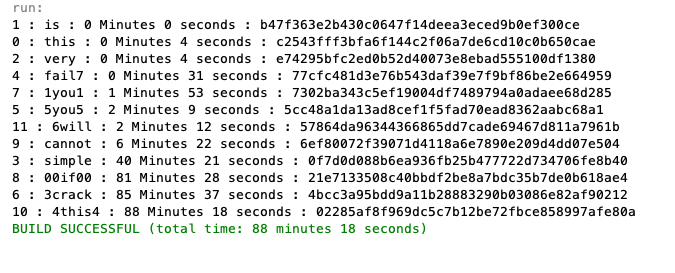 run:
1 : is : 0 Minutes 0 seconds : b47f363e2b430c0647f14deea3eced9b0ef300ce
0 : this : 0 Minutes 4 seconds : c2543fff3bfa6f144c2f06a7de6cd10c0b650cae
2 : very : 0 Minutes 4 seconds : e74295bfc2ed0b52d40073e8ebad555100df1380
4 : fail7 : 0 Minutes 31 seconds : 77cfc481d3e76b543daf39e7f9bf86be2e664959
7 : 1you1 : 1 Minutes 53 seconds : 7302ba343c5ef19004df7489794a0adaee68d285
5 : 5you5 : 2 Minutes 9 seconds : 5cc48a1da13ad8cef1f5fad70ead8362aabc68a1
11 : 6will : 2 Minutes 12 seconds : 57864da96344366865dd7cade69467d811a7961b
9 : cannot : 6 Minutes 22 seconds : 6ef80072f39071d4118a6e7890e209d4dd07e504
3 : simple : 40 Minutes 21 seconds : 0f7d0d088b6ea936fb25b477722d734706fe8b40
8 : 00if00 : 81 Minutes 28 seconds : 21e7133508c40bbdf2be8a7bdc35b7de0b618ae4
6 : 3crack : 85 Minutes 37 seconds : 4bcc3a95bdd9a11b28883290b03086e82af90212
10 : 4this4 : 88 Minutes 18 seconds : 02285af8f969dc5c7b12be72fbce858997afe80a
BUILD SUCCESSFUL (total time: 88 minutes 18 seconds)